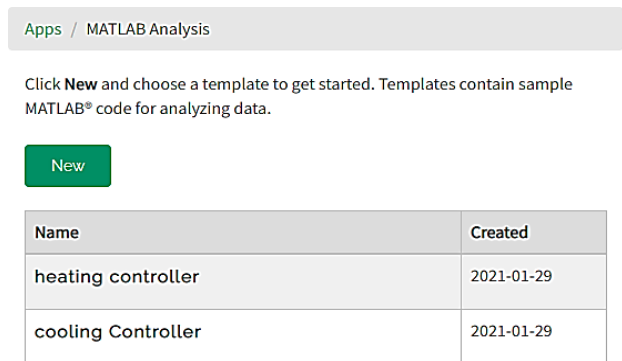 Apps / MATLAB Analysis
Click New and choose a template to get started. Templates contain sample
MATLAB® code for analyzing data.
New
Name Created
heating controller 2021-01-29
cooling Controller 2021-01-29